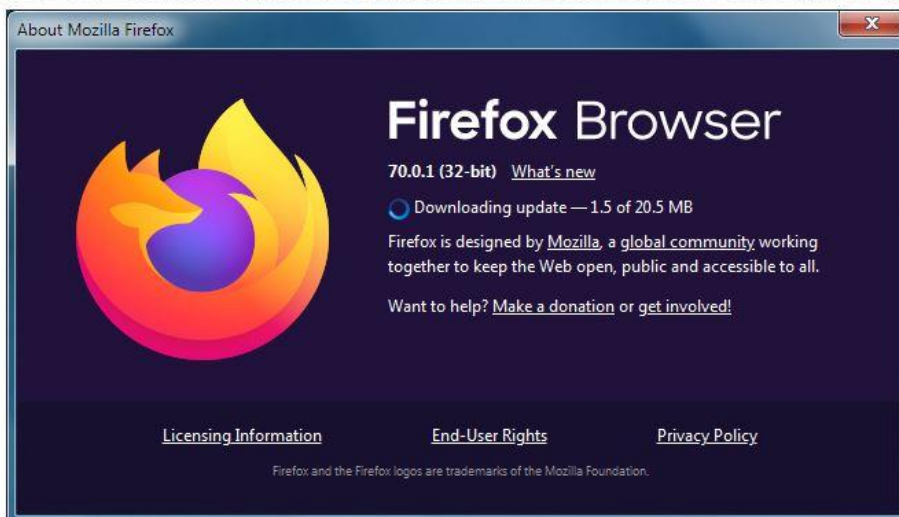 About Mozilla Firefox
Firefox Browser
70.0.1 (32-bit) What's new
Downloading update — 1.5 of 20.5 MB
Firefox is designed by Mozilla, a global community working
together to keep the Web open, public and accessible to all.
Want to help? Make a donation or get involved!
Licensing Information End-User Rights Privacy Policy
Firefox and the Firefox logos are trademarks of the Mozilla Foundation.